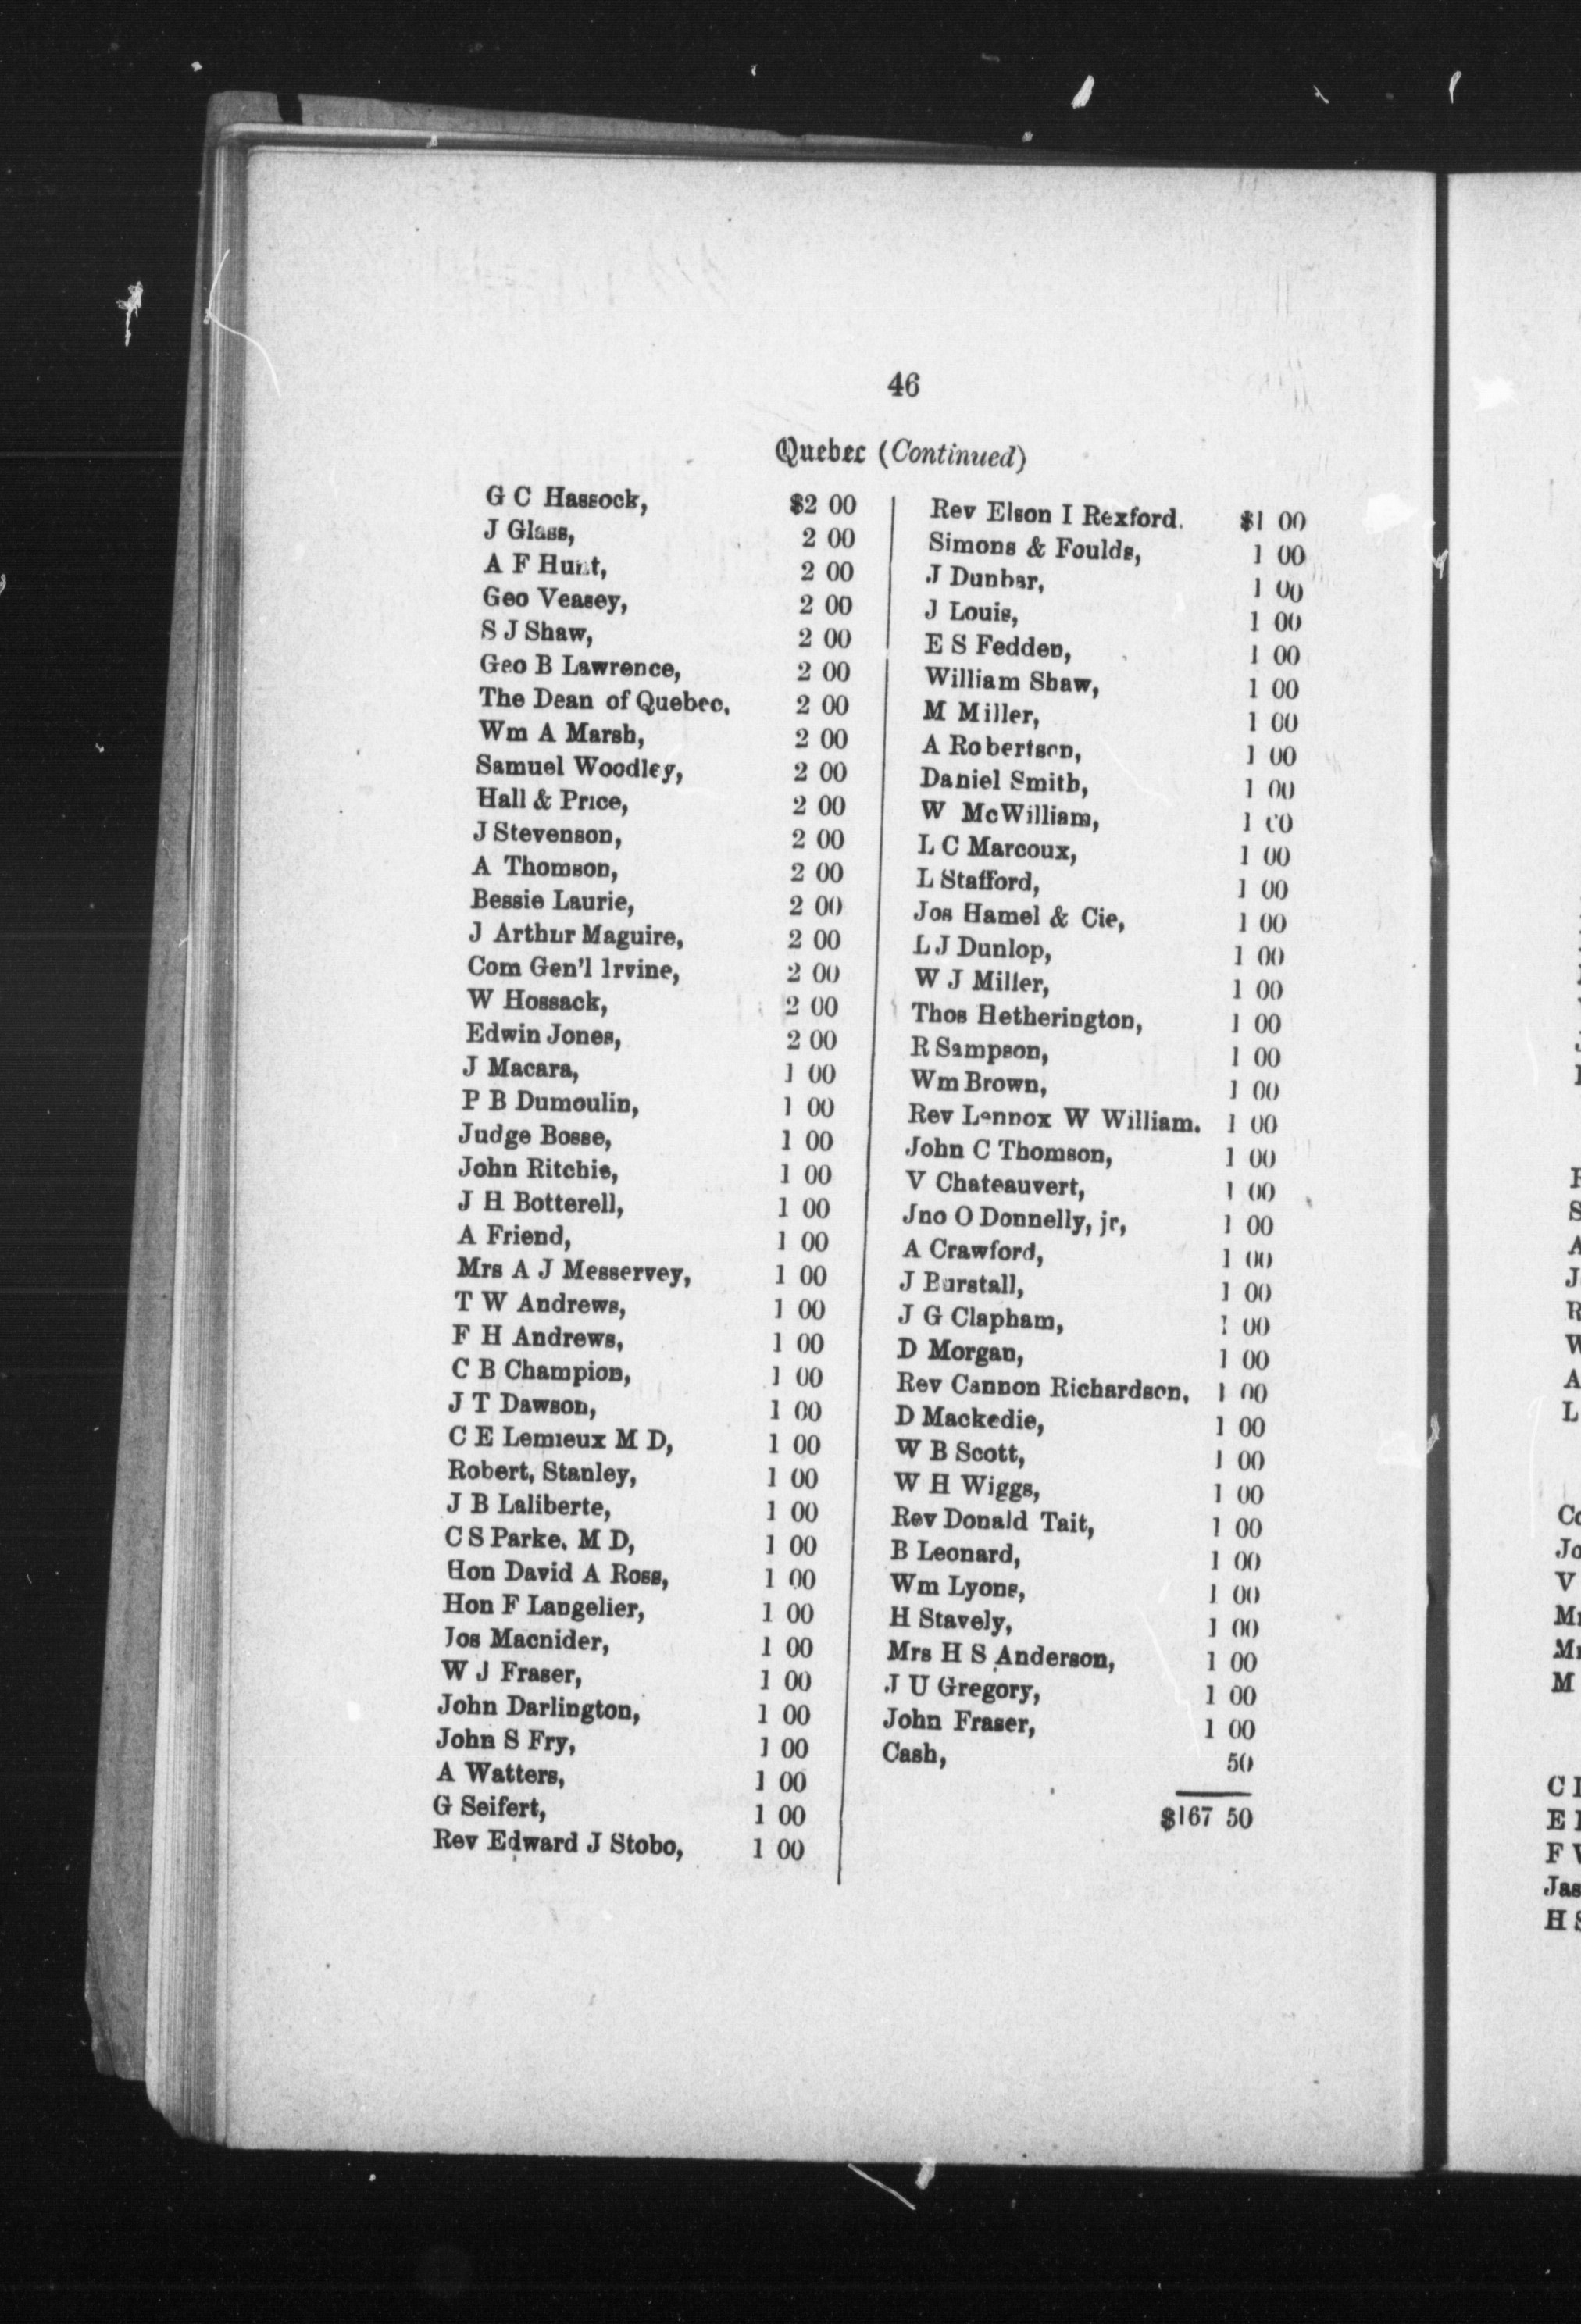 46
Quebec (Continued)
G C Hassock, $2 00
J Glass, 2 00
A F Hunt, 2 00
Geo Veasey, 2 00
S J Shaw, 2 00
Geo B Lawrence, 2 00
The Dean of Quebec, 2 00
Wm A Marsh, 2 00
Samuel Woodley, 2 00
Hall & Price, 2 00
J Stevenson, 2 00
A Thomson, 2 00
Bessie Laurie, 2 00
J Arthur Maguire, 2 00
Com Gen'l Irvine, 2 00
W Hossack, 2 00
Edwin Jones, 2 00
J Macara, 1 00
P B Dumoulin, 1 00
Judge Bosse, 1 00
John Ritchie, 1 00
J H Botterell, 1 00
A Friend, 1 00
Mrs A J Messervey, 1 00
T W Andrews, 1 00
F H Andrews, 1 00
C B Champion, 1 00
J T Dawson, 1 00
C E Lemieux M D, 1 00
Robert, Stanley, 1 00
J B Laliberte, 1 00
C S Parke. M D, 1 00
Hon David A Ross, 1 00
Hon F Langelier, 1 00
Jos Macnider, 1 00
W J Fraser, 1 00
John Darlington, 1 00
John S Fry, 1 00
A Watters, 1 00
G Seifert, 1 00
Rev Edward J Stobo, 1 00
Rev Elson I Rexford. $1 00
Simons & Foulds, 1 00
J Dunbar, 1 00
J Louis, 1 00
E S Fedden, 1 00
William Shaw, 1 00
M Miller, 1 00
A Robertson, 1 00
Daniel Smith, 1 00
W McWilliam, 1 00
L C Marcoux, 1 00
L Stafford, 1 00
Jos Hamel & Cie, 1 00
L J Dunlop, 1 00
W J Miller, 1 00
Thos Hetherington, 1 00
R Sampson, 1 00
Wm Brown, 1 00
Rev Lennox W William. 1 00
John C Thomson, 1 00
V Chateauvert, 1 00
Jno O Donnelly, jr, 1 00
A Crawford, 1 00
J Burstall, 1 00
J G Clapham, 1 00
D Morgan, 1 00
Rev Cannon Richardson, 1 00
D Mackedie, 1 00
W B Scott, 1 00
W H Wiggs, 1 00
Rev Donald Tait, 1 00
B Leonard, 1 00
Wm Lyons, 1 00
H Stavely, 1 00
Mrs H S Anderson, 1 00
J U Gregory, 1 00
John Fraser, 1 00
Cash, 50
$167 50